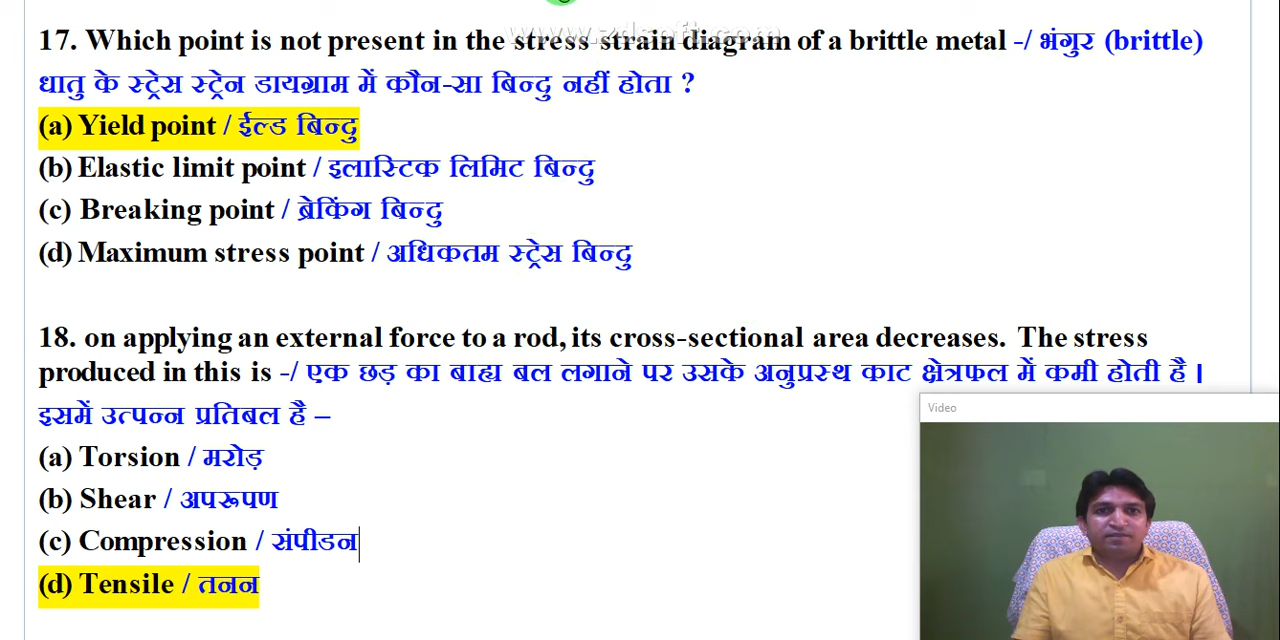 www.zdsoft.com
17. Which point is not present in the stress strain diagram of a brittle metal -/ भंगुर (brittle)
धातु के स्ट्रेस स्ट्रेन डायग्राम में कौन-सा बिन्दु नहीं होता ?
(a) Yield point / ईल्ड बिन्दु
(b) Elastic limit point / इलास्टिक लिमिट बिन्दु
(c) Breaking point / ब्रेकिंग बिन्दु
(d) Maximum stress point / अधिकतम स्ट्रेस बिन्दु
18. on applying an external force to a rod, its cross-sectional area decreases. The stress
produced in this is -/ एक छड़ का बाह्य बल लगाने पर उसके अनुप्रस्थ काट क्षेत्रफल में कमी होती है ।
इसमें उत्पन्न प्रतिबल है –
(a) Torsion / मरोड़
(b) Shear / अपरूपण
(c) Compression / संपीडन
(d) Tensile / तनन
Video